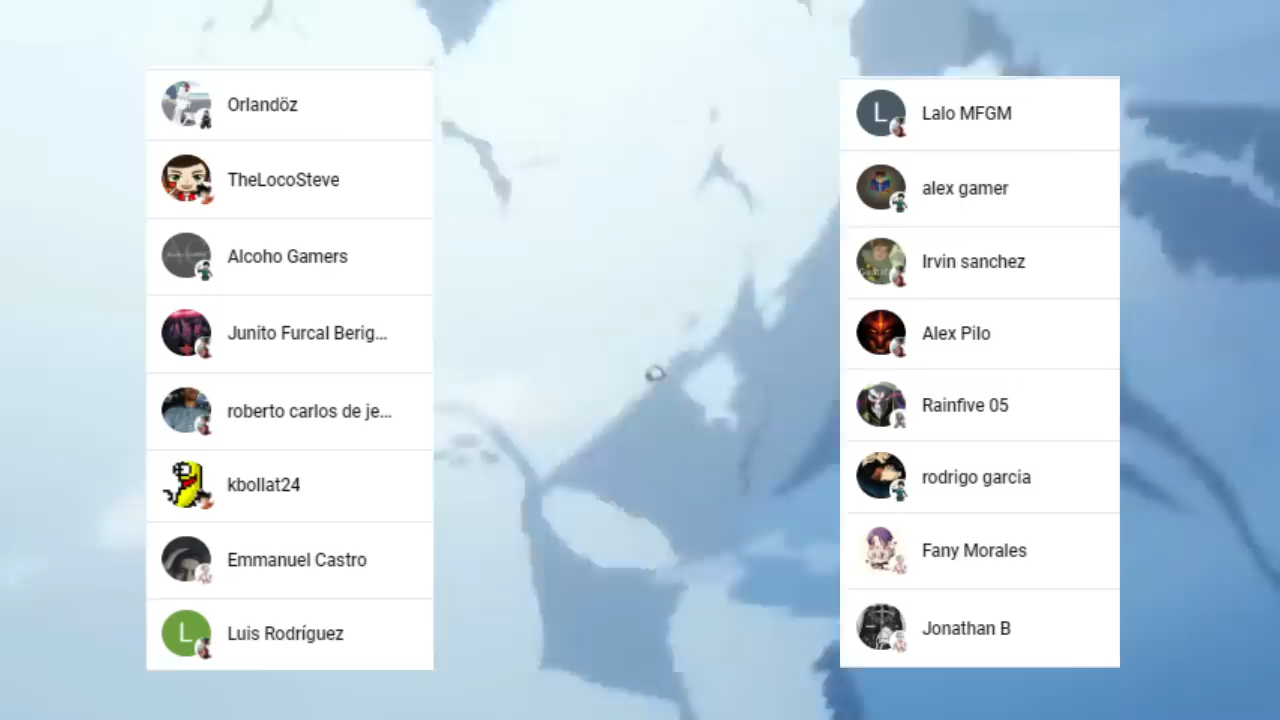 Orlandöz
TheLocoSteve
Alcoho Gamers
Junito Furcal Berig...
roberto carlos de je...
kbollat24
Emmanuel Castro
L
Luis Rodríguez
L
Lalo MFGM
alex gamer
Irvin sanchez
Alex Pilo
Rainfive 05
rodrigo garcia
Fany Morales
Jonathan B